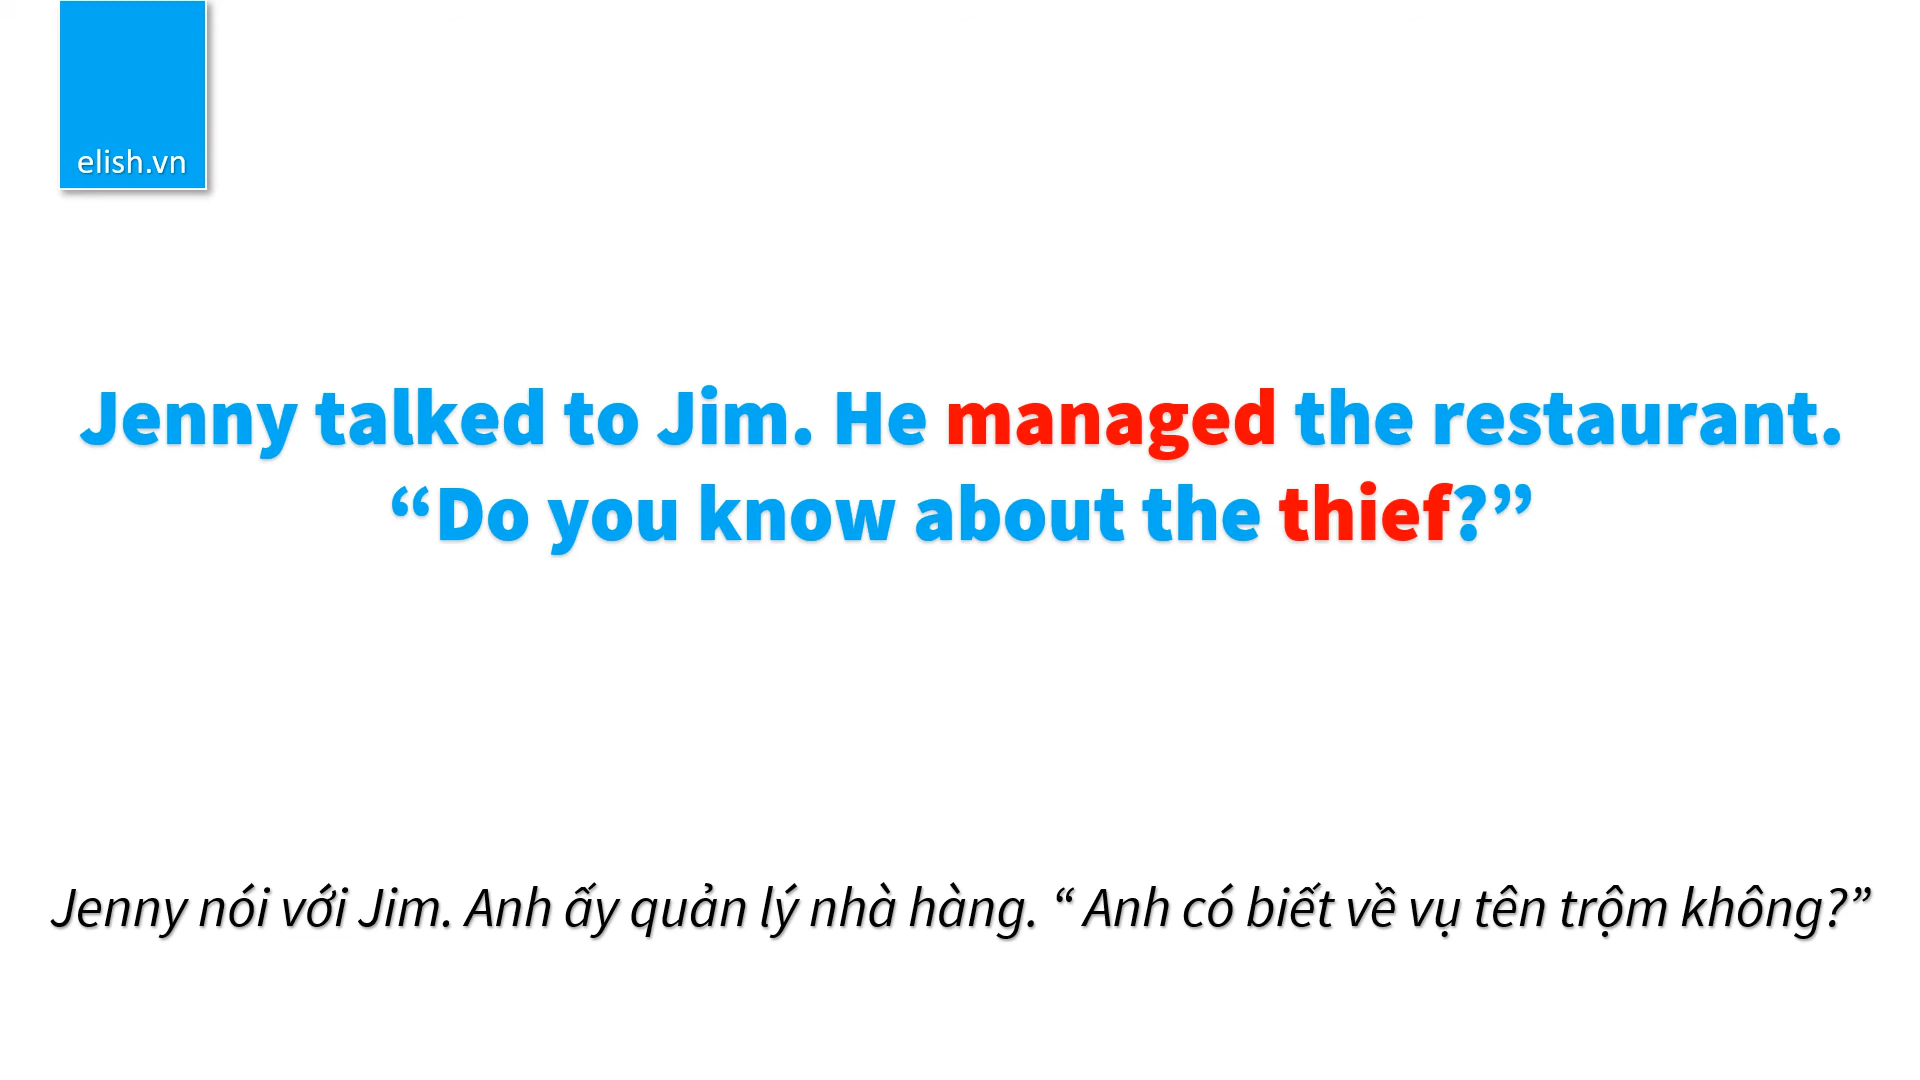 elish.vn
Jenny talked to Jim. He managed the restaurant.
“Do you know about the thief?”
Jenny nói với Jim. Anh ấy quản lý nhà hàng. “ Anh có biết về vụ tên trộm không?”